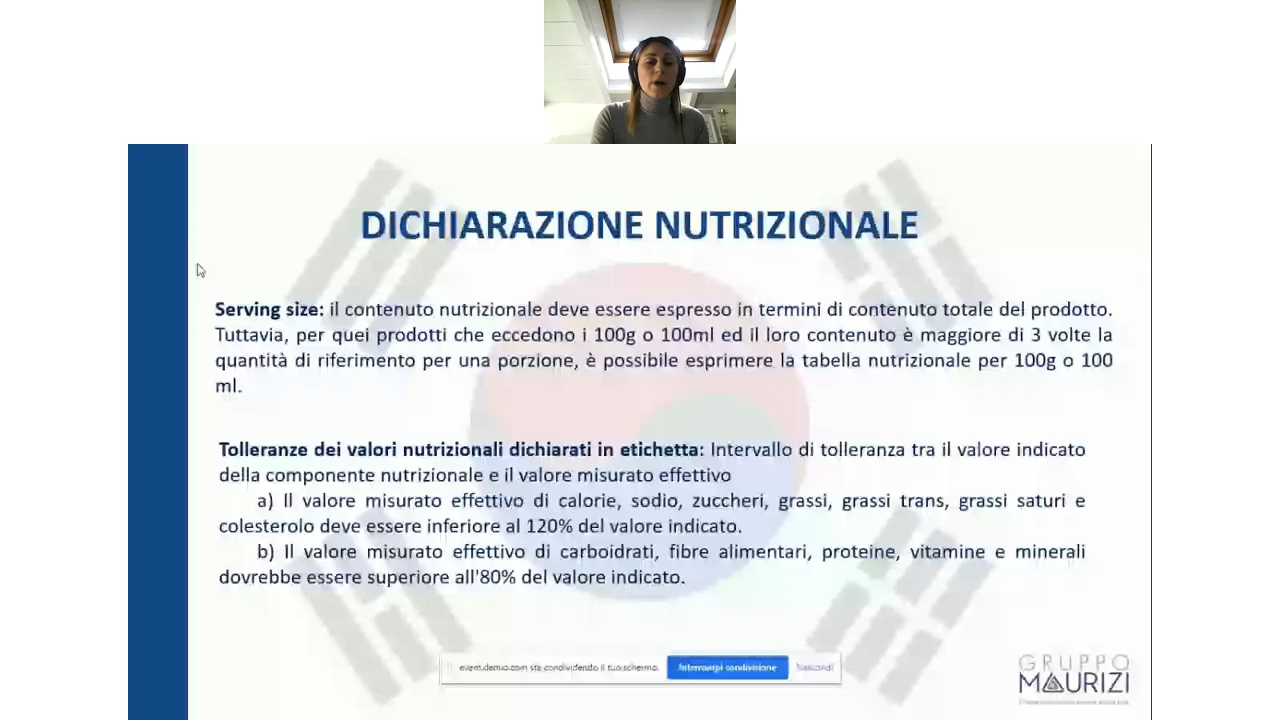 DICHIARAZIONE NUTRIZIONALE
Serving size: il contenuto nutrizionale deve essere espresso in termini di contenuto totale del prodotto.
Tuttavia, per quei prodotti che eccedono i 100g o 100ml ed il loro contenuto è maggiore di 3 volte la
quantità di riferimento per una porzione, è possibile esprimere la tabella nutrizionale per 100g o 100
ml.
Tolleranze dei valori nutrizionali dichiarati in etichetta: Intervallo di tolleranza tra il valore indicato
della componente nutrizionale e il valore misurato effettivo
a) Il valore misurato effettivo di calorie, sodio, zuccheri, grassi, grassi trans, grassi saturi e
colesterolo deve essere inferiore al 120% del valore indicato.
b) Il valore misurato effettivo di carboidrati, fibre alimentari, proteine, vitamine e minerali
dovrebbe essere superiore all'80% del valore indicato.
event.demio.com sta condividendo il tuo schermo. Interrompi condivisione Nascondi
GRUPPO
MAURIZI